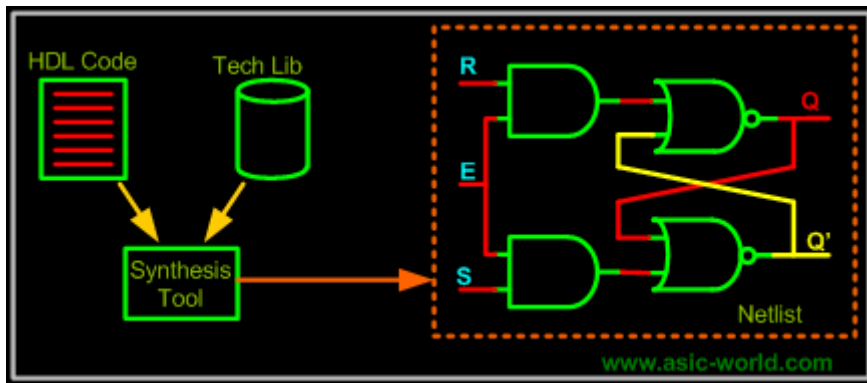 HDL Code
Tech Lib
Synthesis
Tool
R
E
S
Q
Q’
Netlist
www.asic-world.com